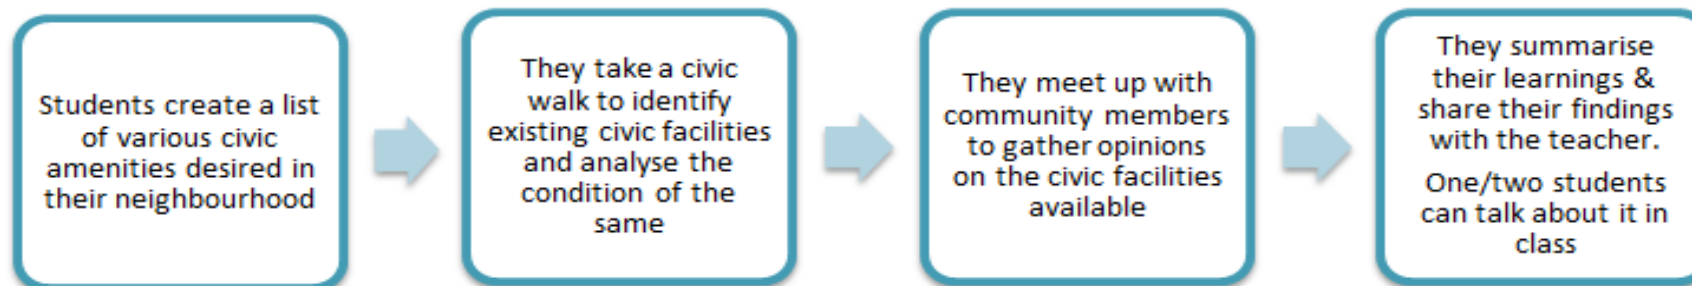 Students create a list
of various civic
amenities desired in
their neighbourhood
They take a civic
walk to identify
existing civic facilities
and analyse the
condition of the
same
They meet up with
community members
to gather opinions
on the civic facilities
available
They summarise
their learnings &
share their findings
with the teacher.
One/two students
can talk about it in
class